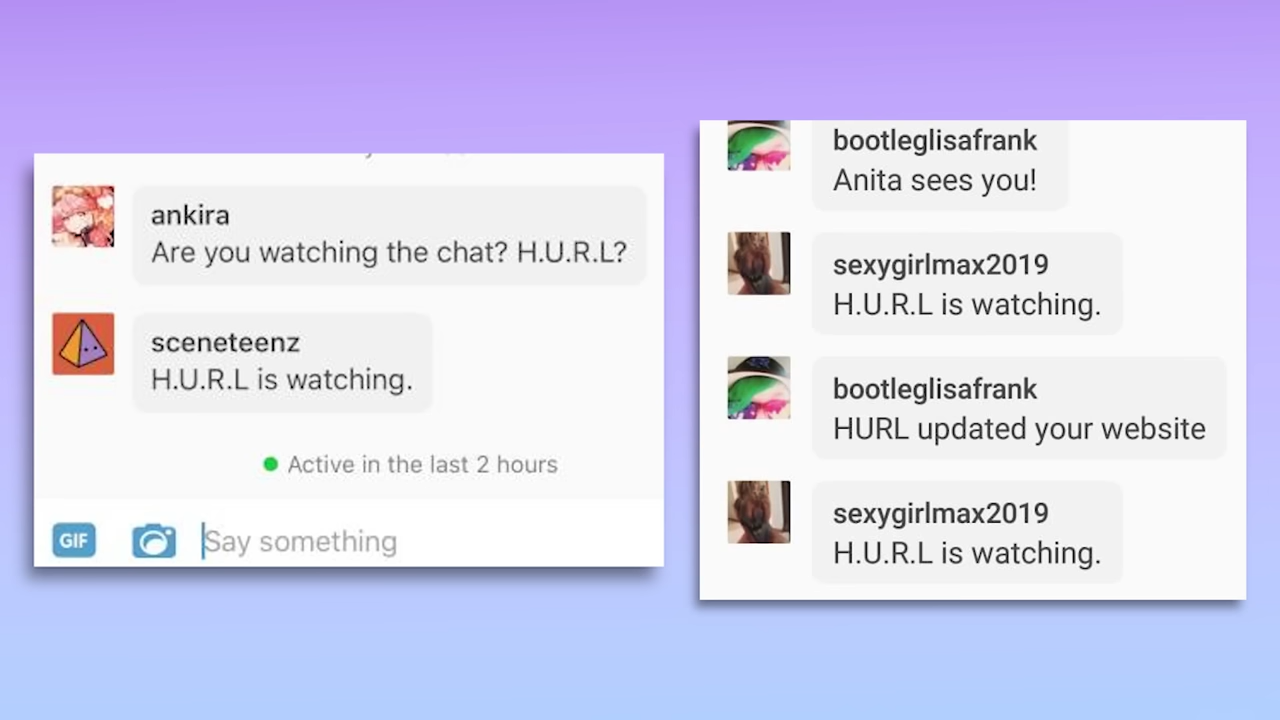 ankira
Are you watching the chat? H.U.R.L?
sceneteenz
H.U.R.L is watching.
Active in the last 2 hours
GIF
Say something
bootleglisafrank
Anita sees you!
sexygirlmax2019
H.U.R.L is watching.
bootleglisafrank
HURL updated your website
sexygirlmax2019
H.U.R.L is watching.